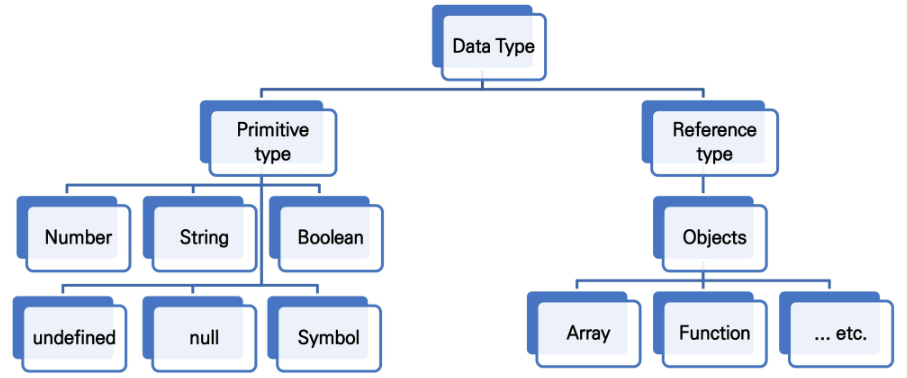 Data Type
Primitive
type
Reference
type
Number
String
Boolean
Objects
undefined
null
Symbol
Array
Function
... etc.